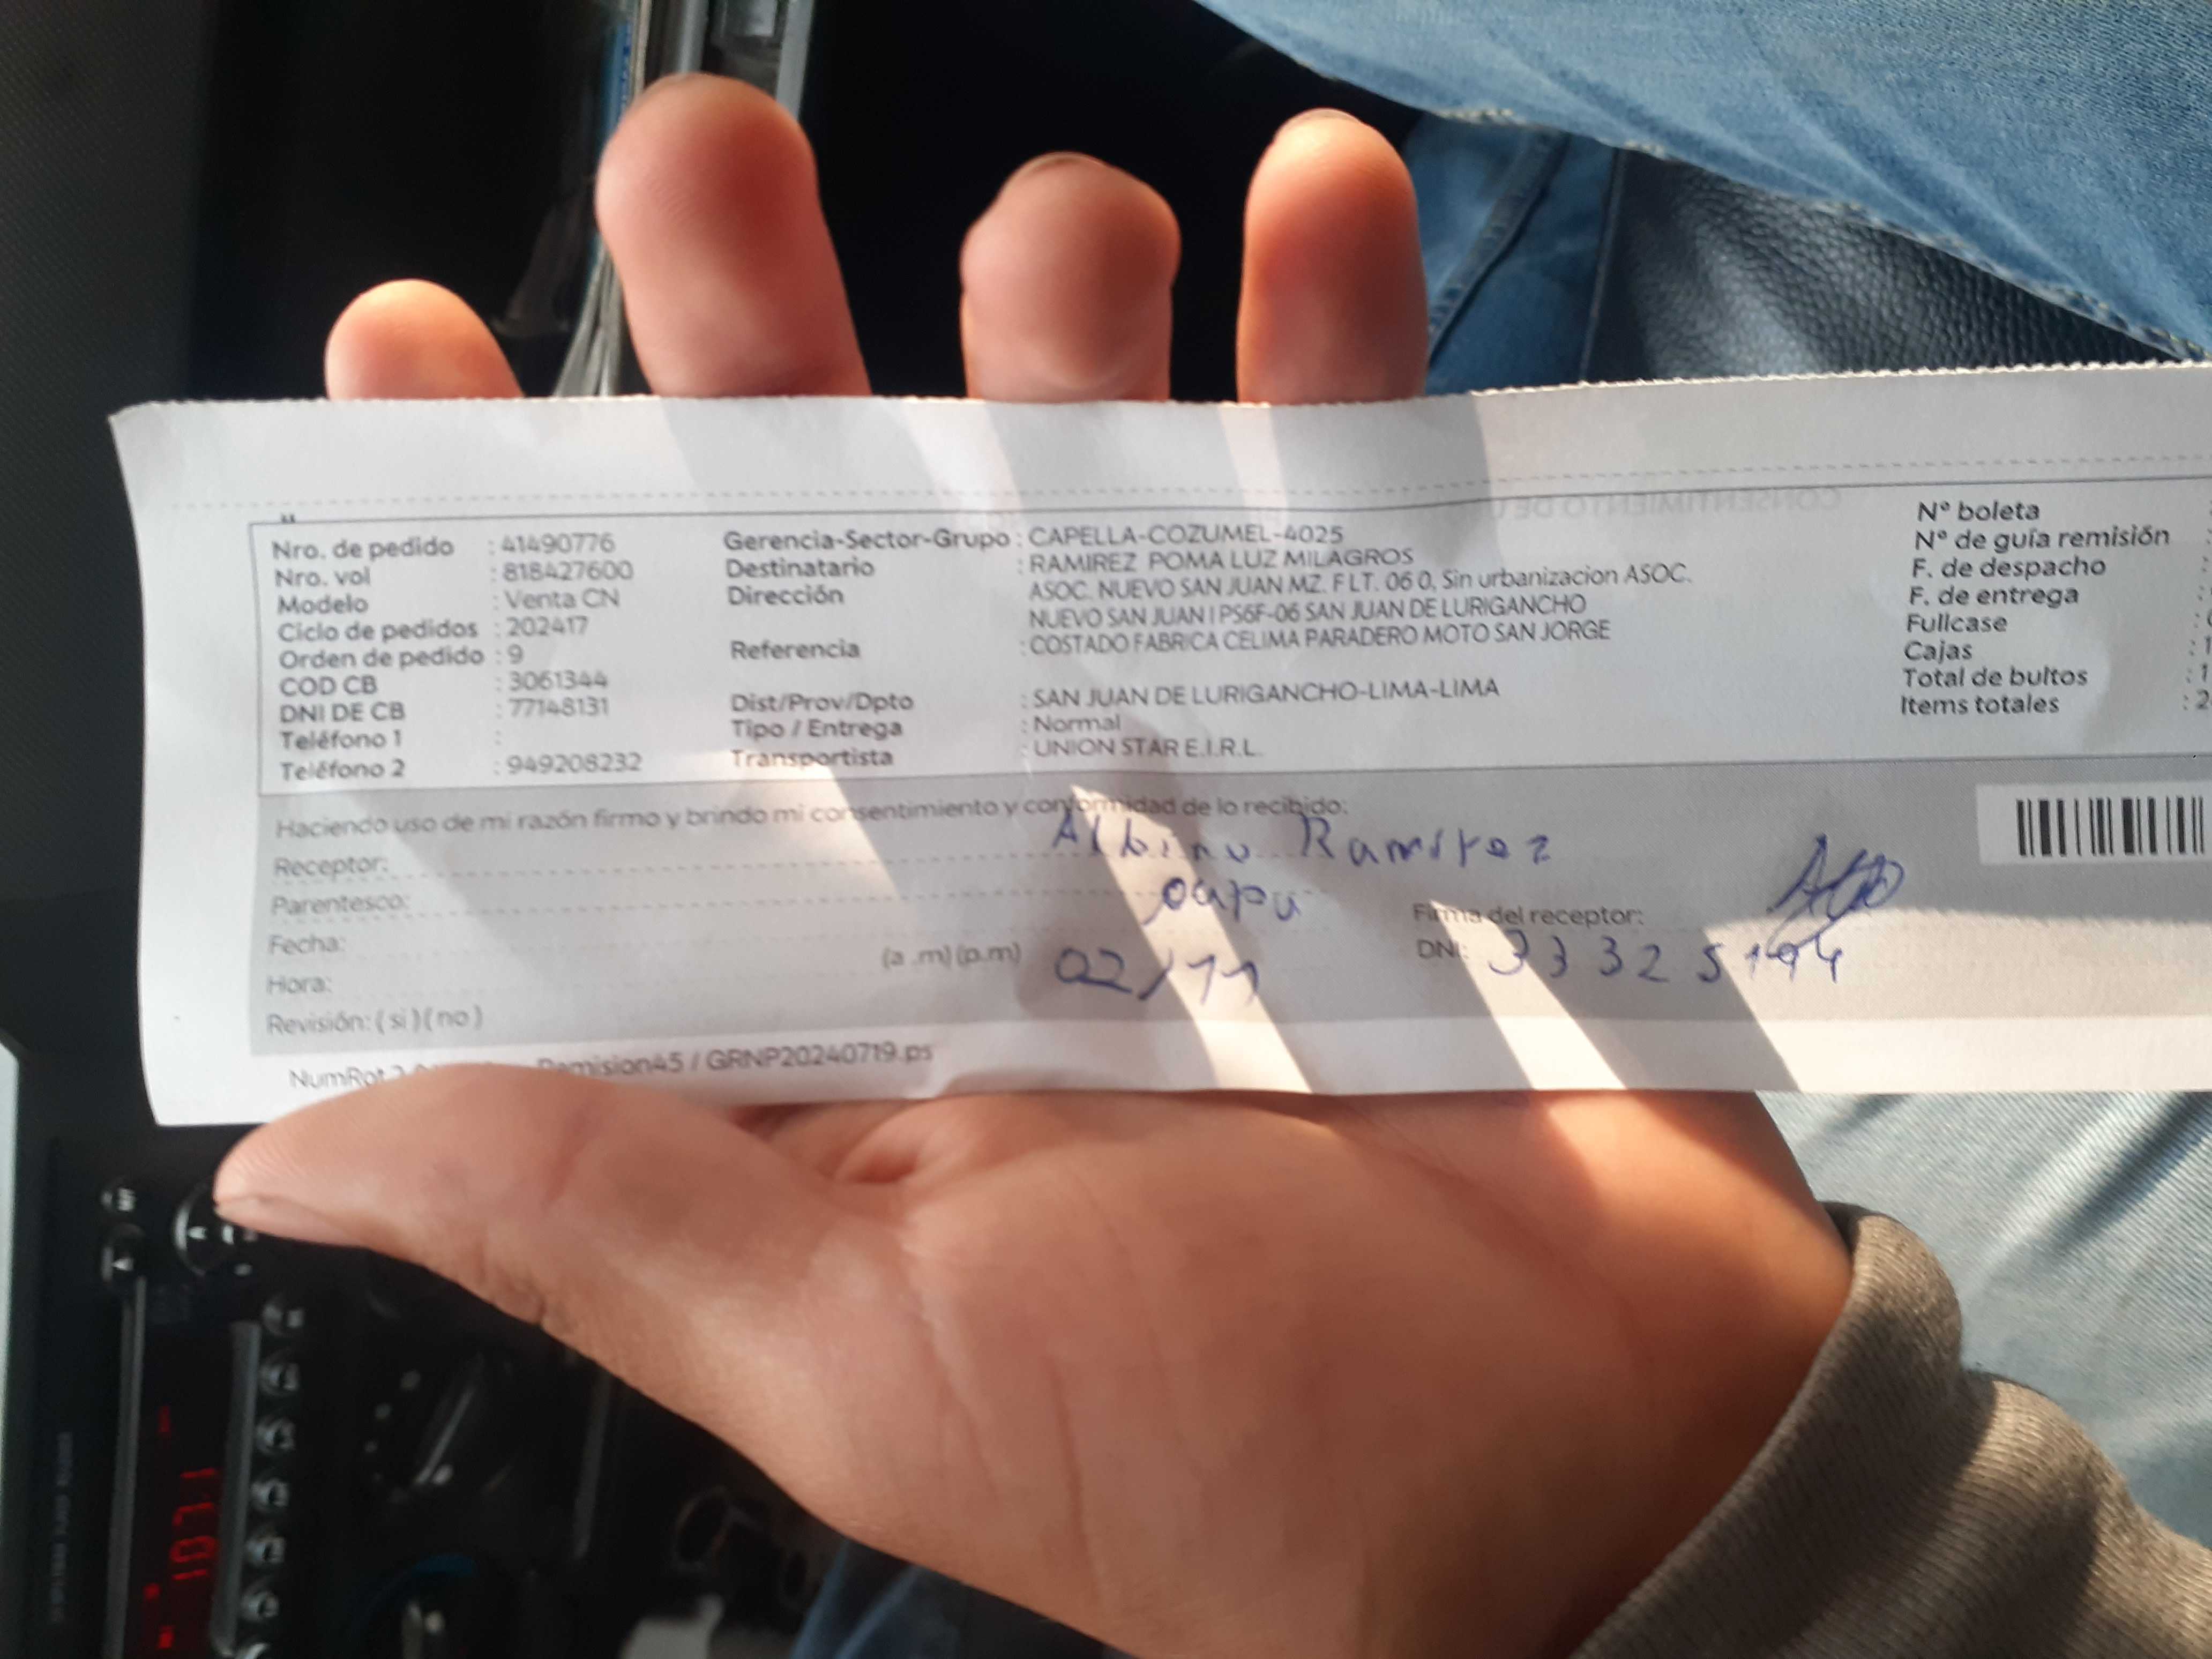 Nro. de pedido : 41490776
Nro. vol : 818427600
Modelo : Venta CN
Ciclo de pedidos : 202417
Orden de pedido : 9
COD CB : 3061344
DNI DE CB : 77148131
Teléfono 1 :
Teléfono 2 : 949208232
Gerencia-Sector-Grupo : CAPELLA-COZUMEL-4025
Destinatario : RAMIREZ POMA LUZ MILAGROS
Dirección ASOC. NUEVO SAN JUAN MZ. F LT. 06 0, Sin urbanizacion ASOC.
NUEVO SAN JUAN I PS6F-06 SAN JUAN DE LURIGANCHO
Referencia : COSTADO FABRICA CELIMA PARADERO MOTO SAN JORGE
Dist/Prov/Dpto : SAN JUAN DE LURIGANCHO-LIMA-LIMA
Tipo / Entrega : Normal
Transportista : UNION STAR E.I.R.L.
N° boleta :
N° de guía remisión :
F. de despacho :
F. de entrega :
Fullcase :
Cajas : 1
Total de bultos : 1
Items totales : 2
Haciendo uso de mi razón firmo y brindo mi consentimiento y conformidad de lo recibido:
Receptor: Albino Ramirez
Parentesco:
Fecha:
Hora: (a .m) (p.m) 02/11
Revisión: ( si ) ( no )
Firma del receptor:
DNI: 33325194
Remision45 / GRNP20240719.ps